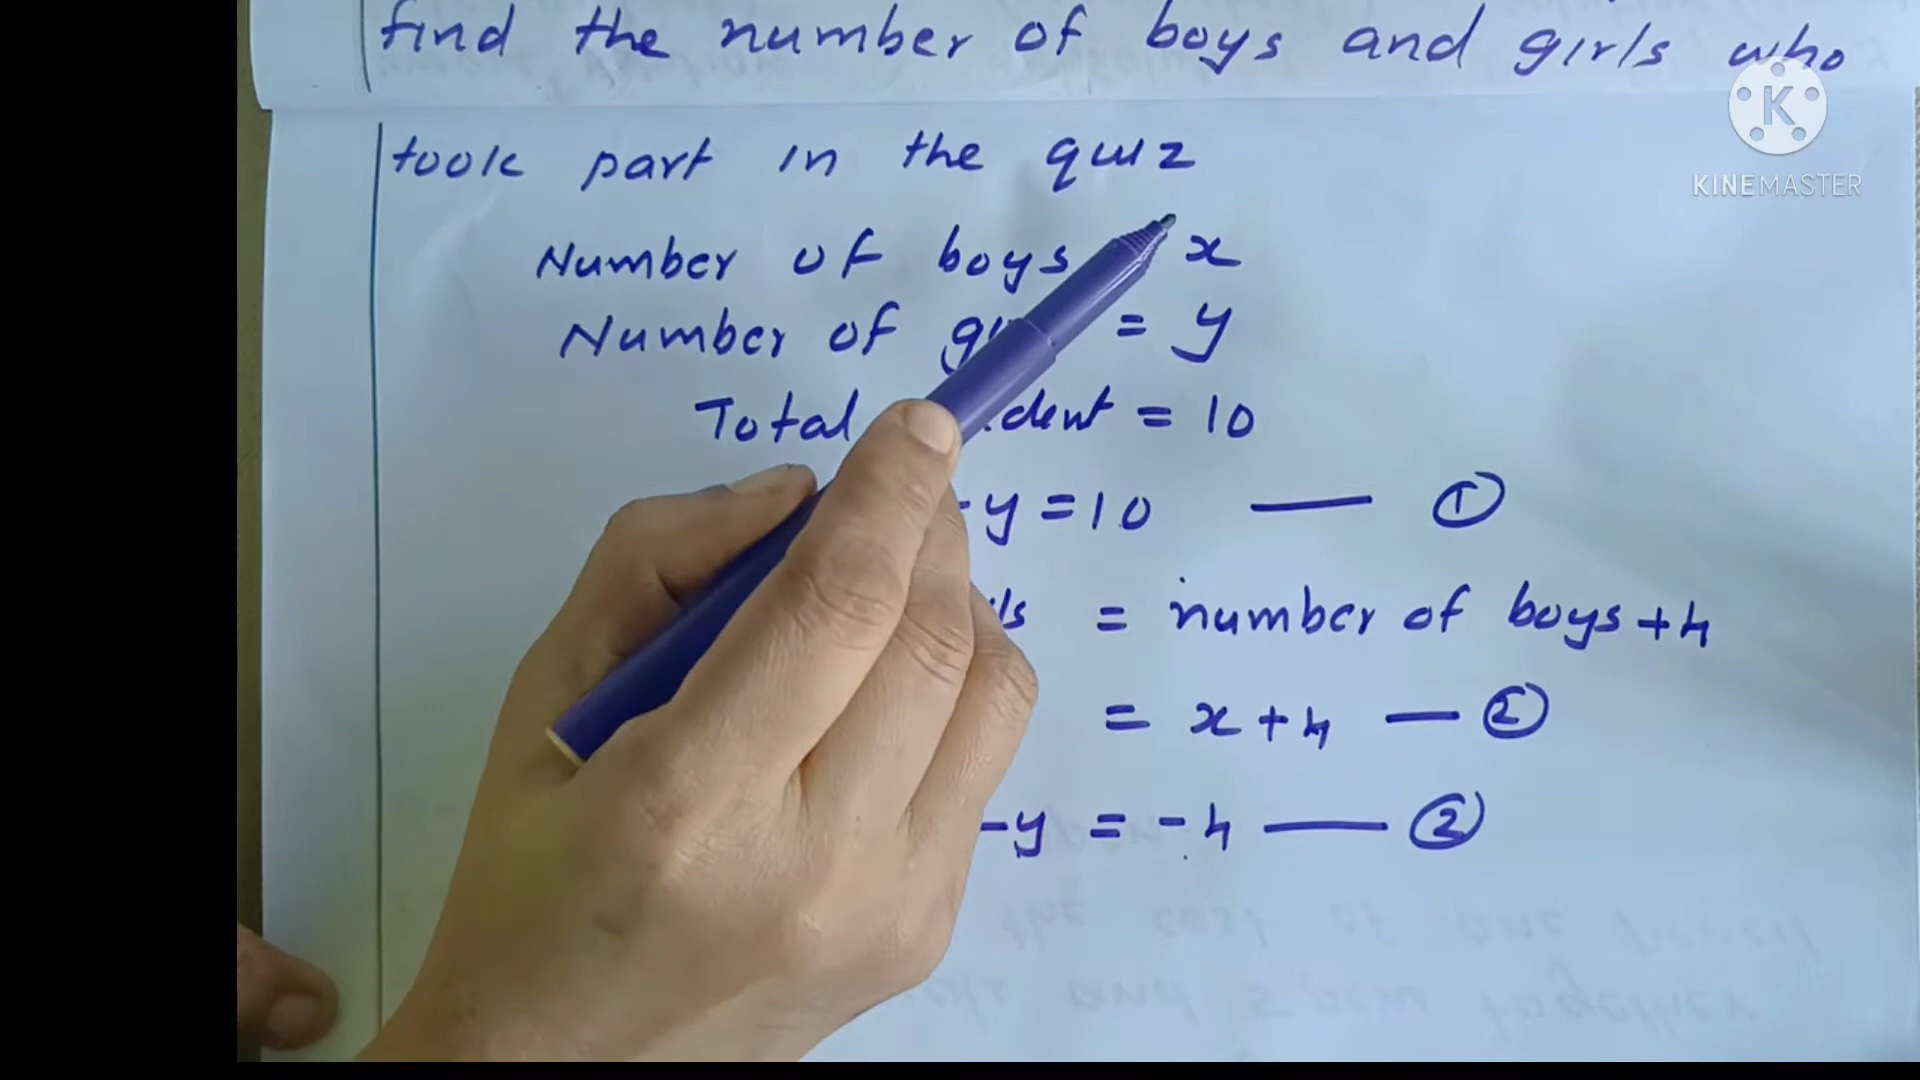 find the number of boys and girls who
took part in the quiz
KINEMASTER
Number of boys x
Number of = y
Total = 10
-y = 10 — ①
= number of boys + 4
= x + 4 — ②
-y = -4 — ②